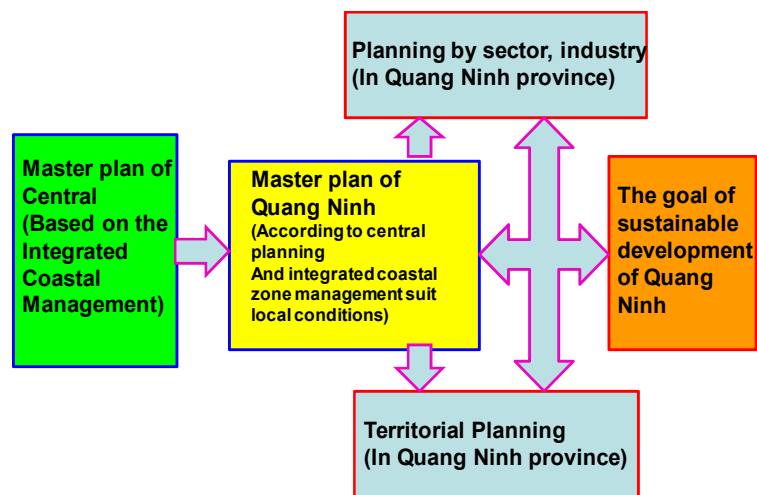 Planning by sector, industry
(In Quang Ninh province)
Master plan of
Central
(Based on the
Integrated
Coastal
Management)
Master plan of
Quang Ninh
(According to central
planning
And integrated coastal
zone management suit
local conditions)
The goal of
sustainable
development
of Quang
Ninh
Territorial Planning
(In Quang Ninh province)